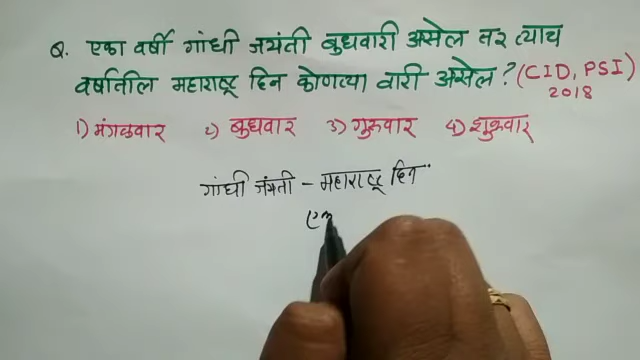 Q. एका वर्षी गांधी जयंती बुधवारी असेल तर त्याच
वर्षातील महाराष्ट्र दिन कोणत्या वारी असेल? (CID, PSI)
2018
1) मंगळवार 2) बुधवार 3) गुरुवार 4) शुक्रवार
गांधी जयंती - महाराष्ट्र दिन